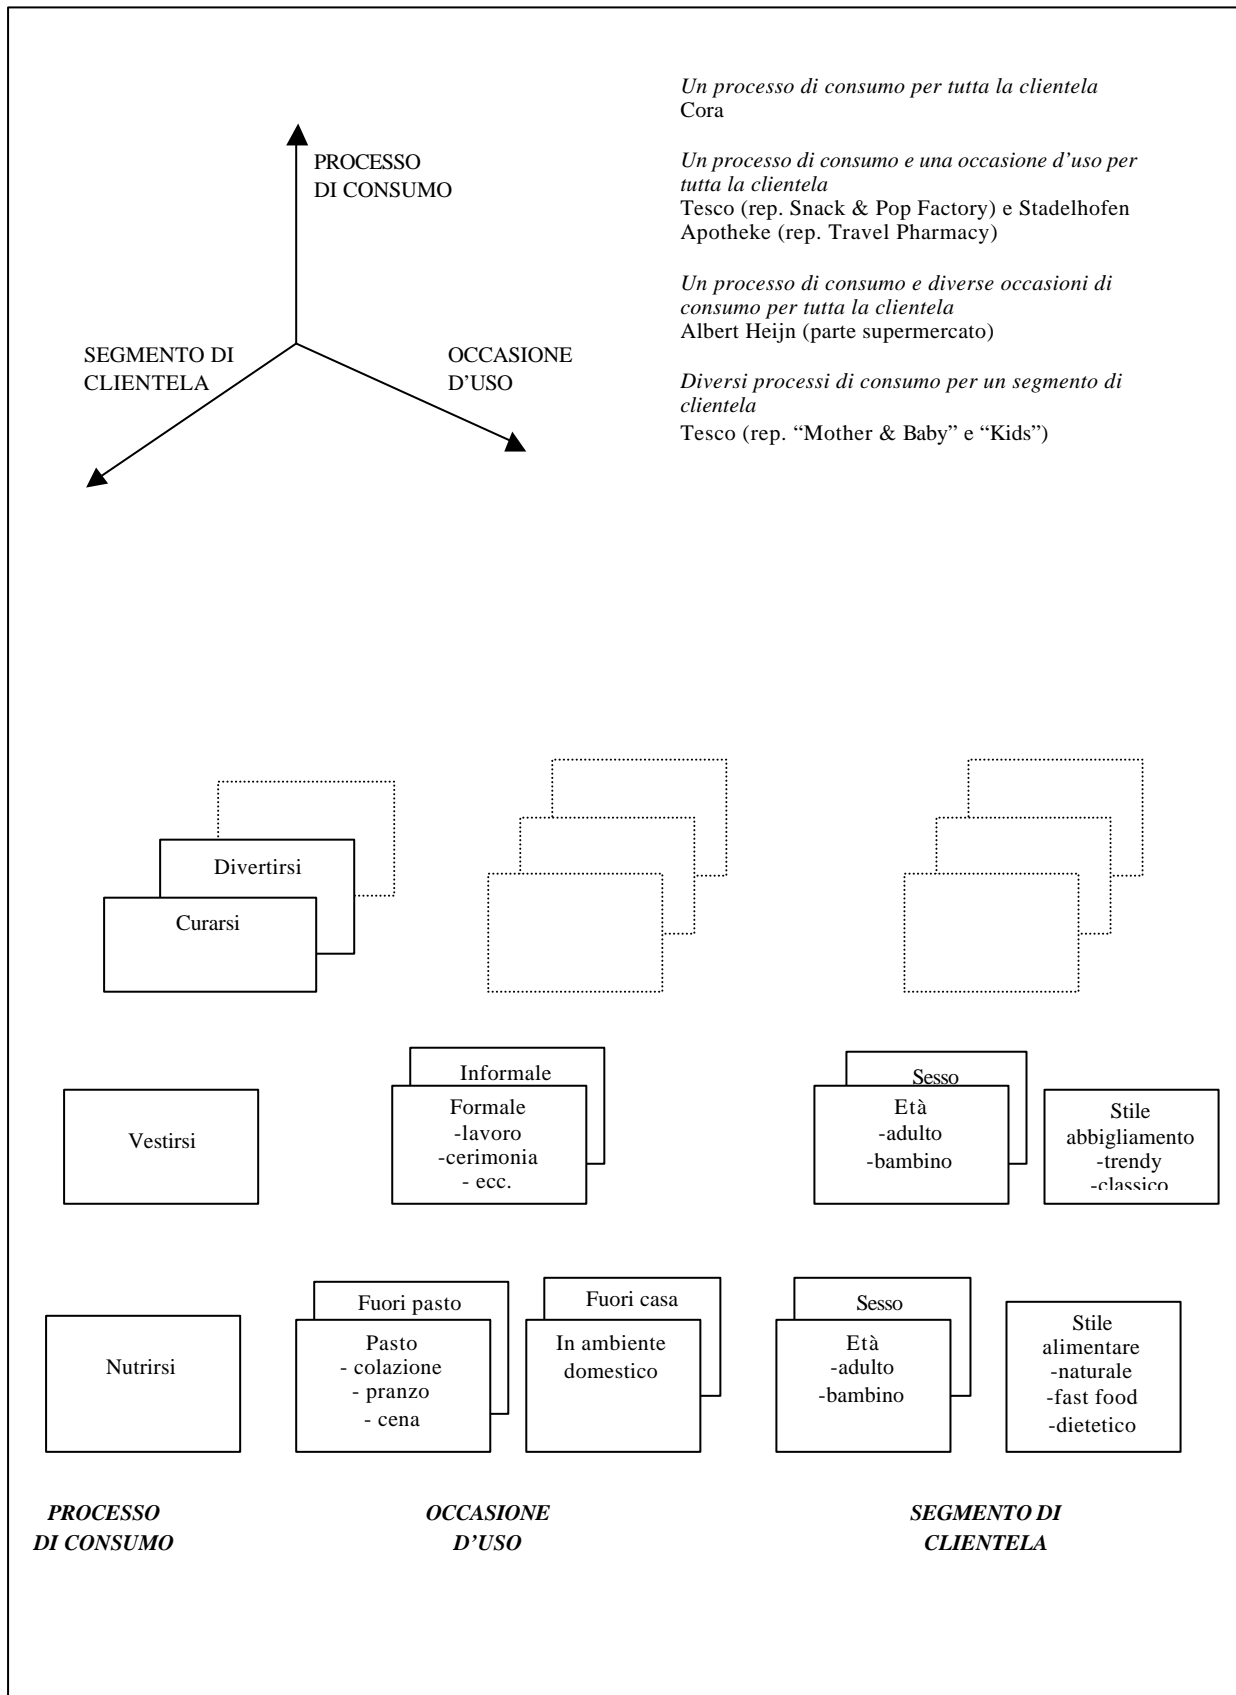 Un processo di consumo per tutta la clientela
Cora
Un processo di consumo e una occasione d’uso per
tutta la clientela
Tesco (rep. Snack & Pop Factory) e Stadelhofen
Apotheke (rep. Travel Pharmacy)
Un processo di consumo e diverse occasioni di
consumo per tutta la clientela
Albert Heijn (parte supermercato)
Diversi processi di consumo per un segmento di
clientela
Tesco (rep. “Mother & Baby” e “Kids”)
PROCESSO
DI CONSUMO
SEGMENTO DI
CLIENTELA
OCCASIONE
D’USO
Divertirsi
Curarsi
Vestirsi
Informale
Formale
-lavoro
-cerimonia
- ecc.
Sesso
Età
-adulto
-bambino
Stile
abbigliamento
-trendy
-classico
Nutrirsi
Fuori pasto
Pasto
- colazione
- pranzo
- cena
Fuori casa
In ambiente
domestico
Sesso
Età
-adulto
-bambino
Stile
alimentare
-naturale
-fast food
-dietetico
PROCESSO
DI CONSUMO
OCCASIONE
D’USO
SEGMENTO DI
CLIENTELA